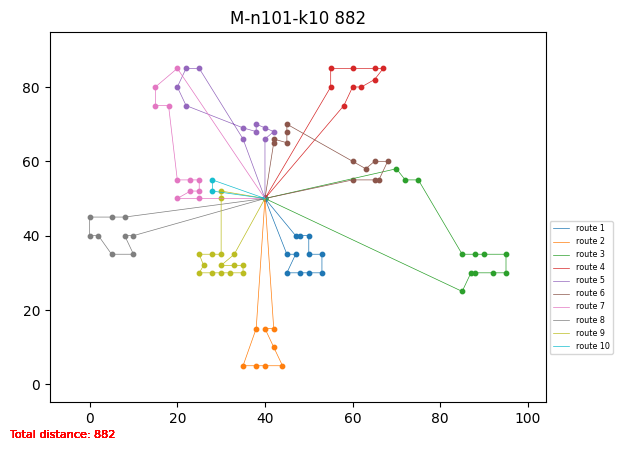 M-n101-k10 882
80
60
40
20
0
0
20
40
60
80
100
route 1
route 2
route 3
route 4
route 5
route 6
route 7
route 8
route 9
route 10
Total distance: 882